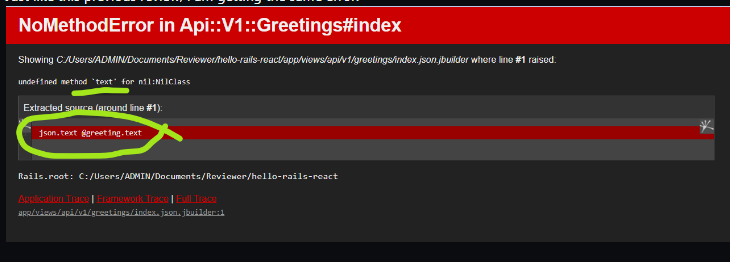 NoMethodError in Api::V1::Greetings#index
Showing C:/Users/ADMIN/Documents/Reviewer/hello-rails-react/app/views/api/v1/greetings/index.json.jbuilder where line #1 raised:
undefined method `text' for nil:NilClass
Extracted source (around line #1):
json.text @greeting.text
Rails.root: C:/Users/ADMIN/Documents/Reviewer/hello-rails-react
Application Trace | Framework Trace | Full Trace
app/views/api/v1/greetings/index.json.jbuilder:1